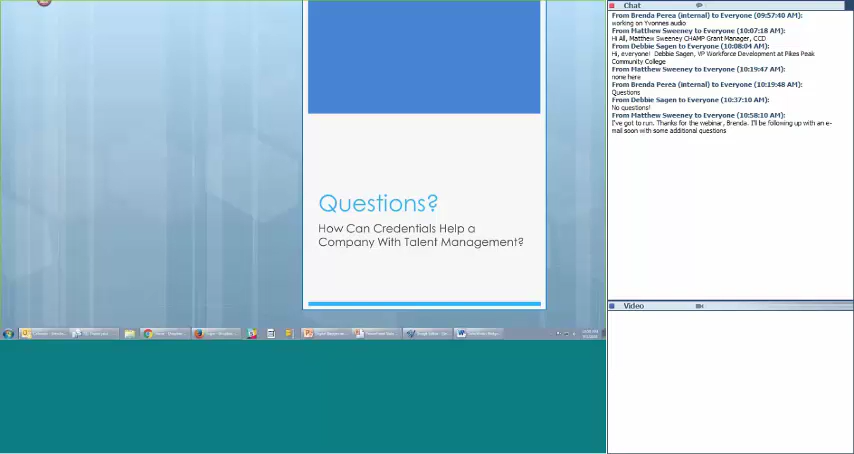 Questions?
How Can Credentials Help a
Company With Talent Management?
Chat
From Brenda Perea (internal) to Everyone (09:57:40 AM):
working on Yvonnes audio
From Matthew Sweeney to Everyone (10:07:18 AM):
Hi All, Matthew Sweeney CHAMP Grant Manager, CCD
From Debbie Sagen to Everyone (10:08:04 AM):
Hi, everyone! Debbie Sagen, VP Workforce Development at Pikes Peak
Community College
From Matthew Sweeney to Everyone (10:19:47 AM):
none here
From Brenda Perea (internal) to Everyone (10:19:48 AM):
Questions
From Debbie Sagen to Everyone (10:37:10 AM):
No questions!
From Matthew Sweeney to Everyone (10:58:10 AM):
I've got to run. Thanks for the webinar, Brenda. I'll be following up with an e-
mail soon with some additional questions
Video